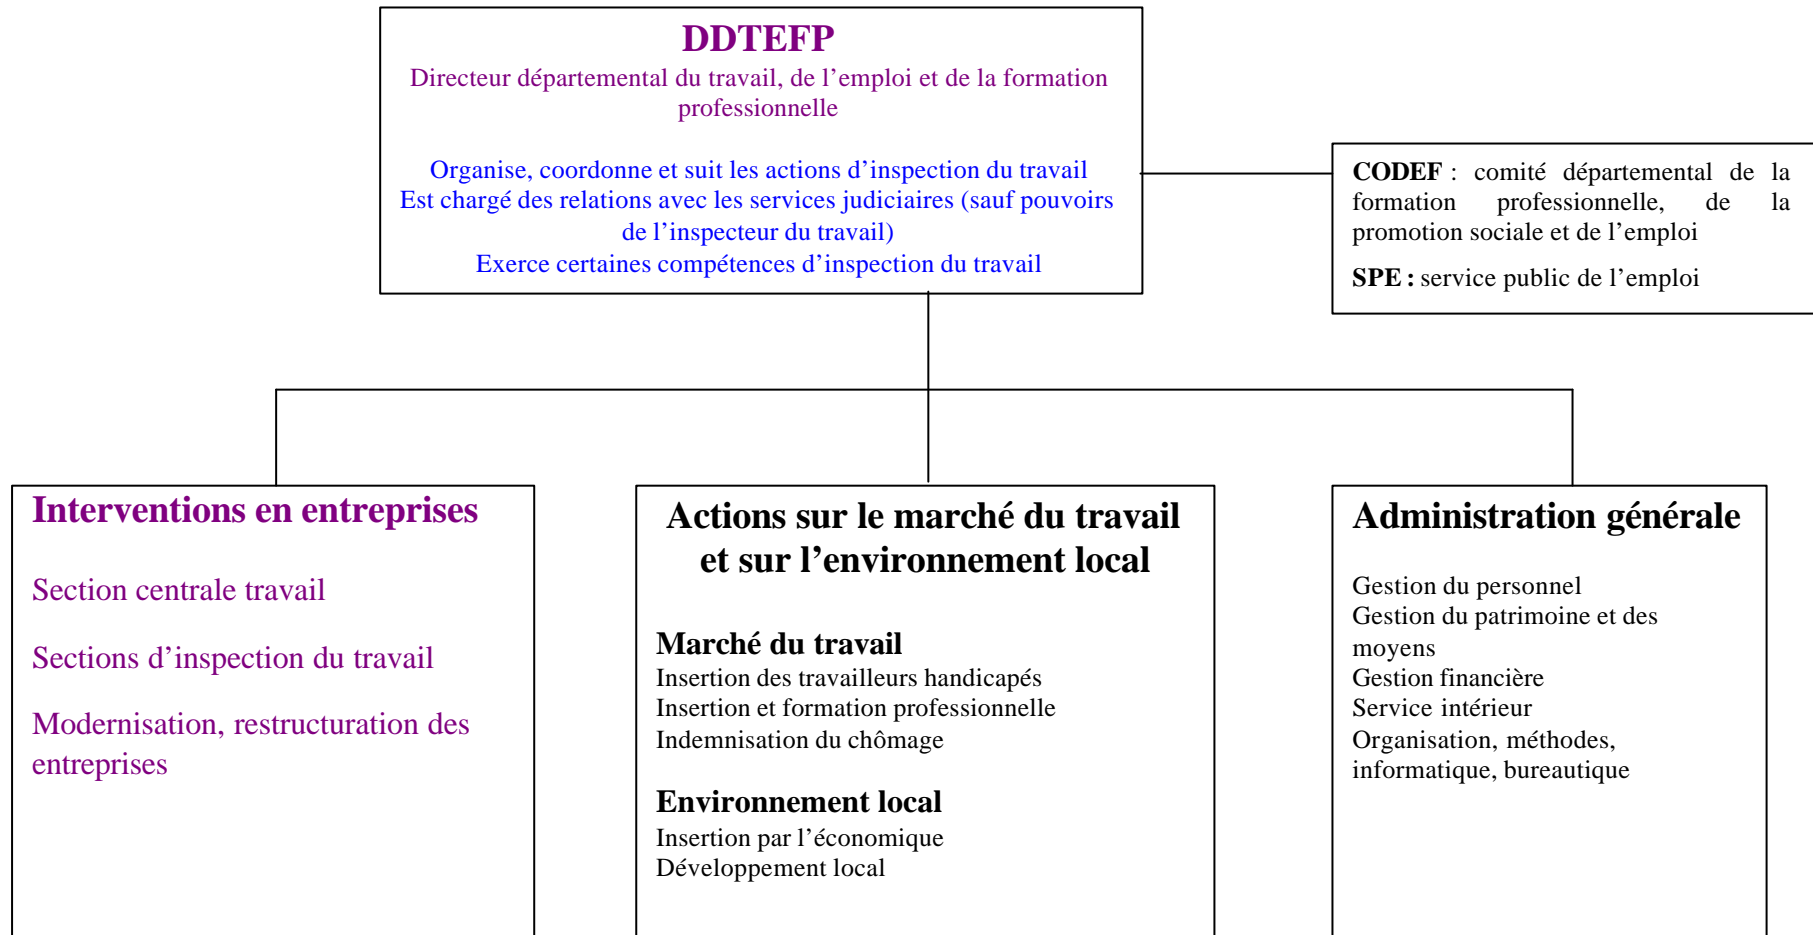 DDTEFP
Directeur départemental du travail, de l’emploi et de la formation
professionnelle
Organise, coordonne et suit les actions d’inspection du travail
Est chargé des relations avec les services judiciaires (sauf pouvoirs
de l’inspecteur du travail)
Exerce certaines compétences d’inspection du travail
CODEF : comité départemental de la
formation professionnelle, de la
promotion sociale et de l’emploi
SPE : service public de l’emploi
Interventions en entreprises
Section centrale travail
Sections d’inspection du travail
Modernisation, restructuration des
entreprises
Actions sur le marché du travail
et sur l’environnement local
Marché du travail
Insertion des travailleurs handicapés
Insertion et formation professionnelle
Indemnisation du chômage
Environnement local
Insertion par l’économique
Développement local
Administration générale
Gestion du personnel
Gestion du patrimoine et des
moyens
Gestion financière
Service intérieur
Organisation, méthodes,
informatique, bureautique